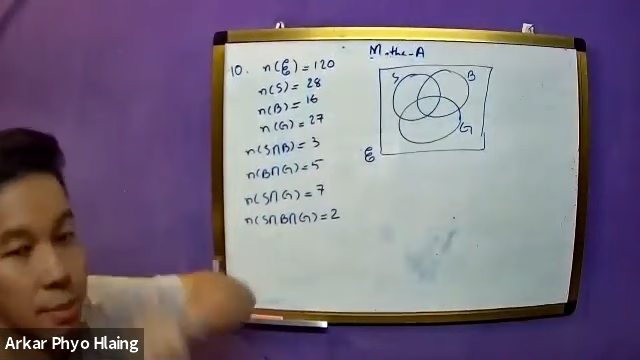 Maths-A
10. n(ξ) = 120
n(S) = 28
n(B) = 16
n(G) = 27
n(S∩B) = 3
n(B∩G) = 5
n(S∩G) = 7
n(S∩B∩G) = 2
S
B
G
ξ
Arkar Phyo Hlaing